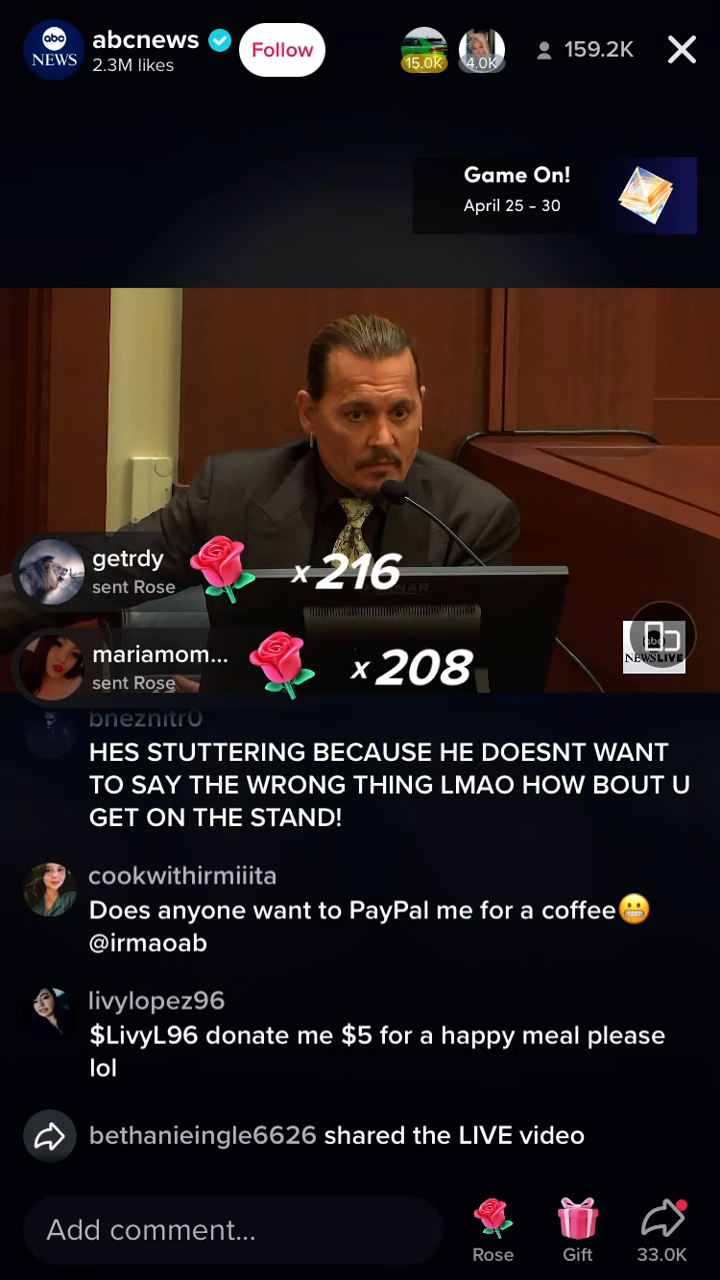 abc
NEWS
abcnews
2.3M likes
Follow
15.0K
4.0K
159.2K
Game On!
April 25 - 30
getrdy
sent Rose
x 216
mariamom...
sent Rose
x 208
abc
NEWS LIVE
bneznitr0
HES STUTTERING BECAUSE HE DOESNT WANT
TO SAY THE WRONG THING LMAO HOW BOUT U
GET ON THE STAND!
cookwithirmiiita
Does anyone want to PayPal me for a coffee😬
@irmaoab
livylopez96
$LivyL96 donate me $5 for a happy meal please
lol
bethanieingle6626 shared the LIVE video
Add comment...
Rose
Gift
33.0K